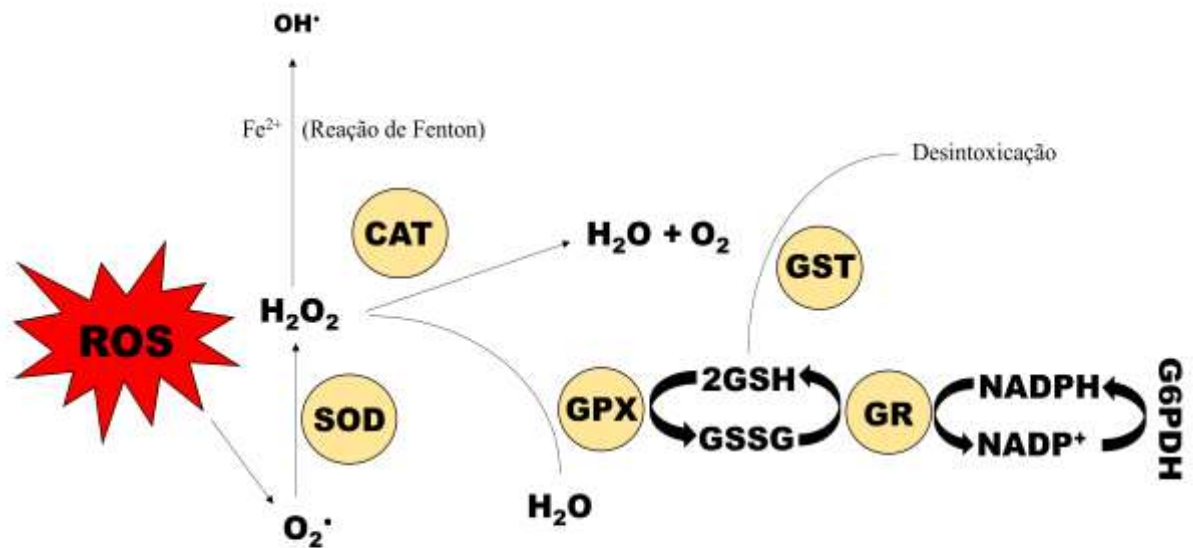 OH•
Fe²⁺ (Reação de Fenton)
Desintoxicação
CAT
H₂O + O₂
GST
ROS
H₂O₂
SOD
GPX
2GSH
GSSG
GR
NADPH
NADP⁺
G6PDH
H₂O
O₂•